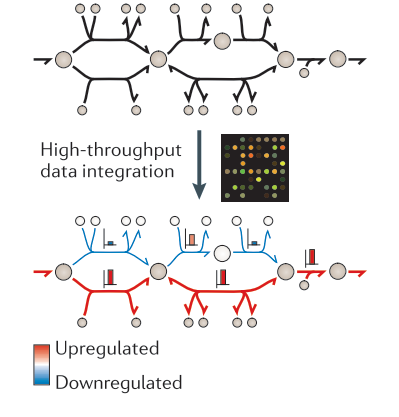 High-throughput
data integration
Upregulated
Downregulated